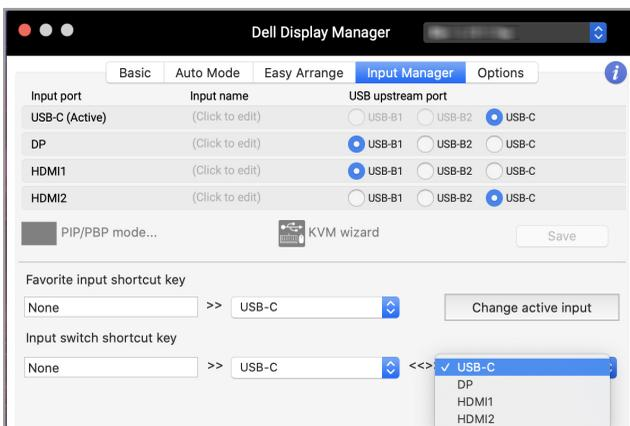 Dell Display Manager
Basic Auto Mode Easy Arrange Input Manager Options i
Input port Input name USB upstream port
USB-C (Active) (Click to edit) USB-B1 USB-B2 USB-C
DP (Click to edit) USB-B1 USB-B2 USB-C
HDMI1 (Click to edit) USB-B1 USB-B2 USB-C
HDMI2 (Click to edit) USB-B1 USB-B2 USB-C
PIP/PBP mode... KVM wizard Save
Favorite input shortcut key
None >> USB-C Change active input
Input switch shortcut key
None >> USB-C <<>> ✓ USB-C
DP
HDMI1
HDMI2